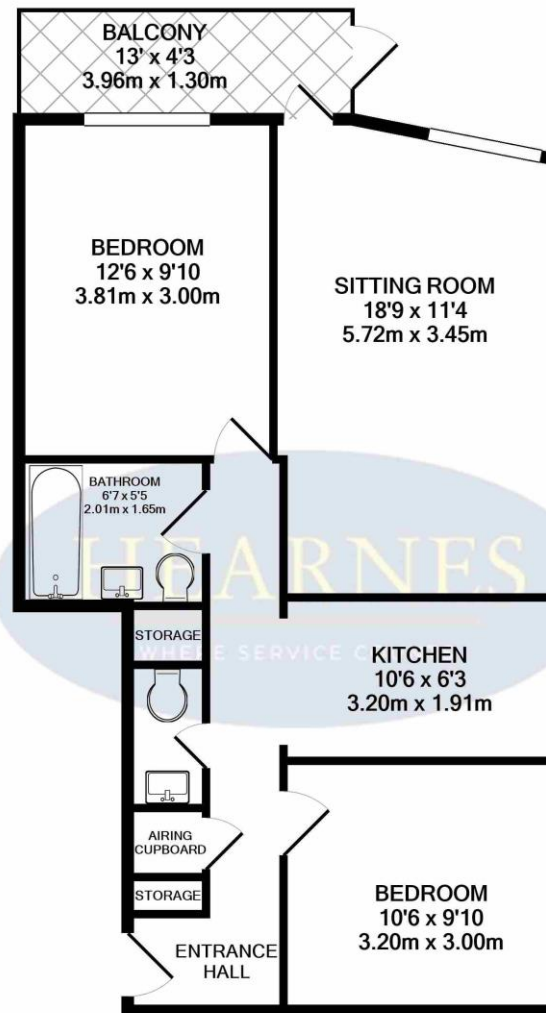 BALCONY
13' x 4'3
3.96m x 1.30m
BEDROOM
12'6 x 9'10
3.81m x 3.00m
SITTING ROOM
18'9 x 11'4
5.72m x 3.45m
BATHROOM
6'7 x 5'5
2.01m x 1.65m
HEARNES
STORAGE
WHERE SERVICE
KITCHEN
10'6 x 6'3
3.20m x 1.91m
AIRING
CUPBOARD
STORAGE
BEDROOM
10'6 x 9'10
3.20m x 3.00m
ENTRANCE
HALL